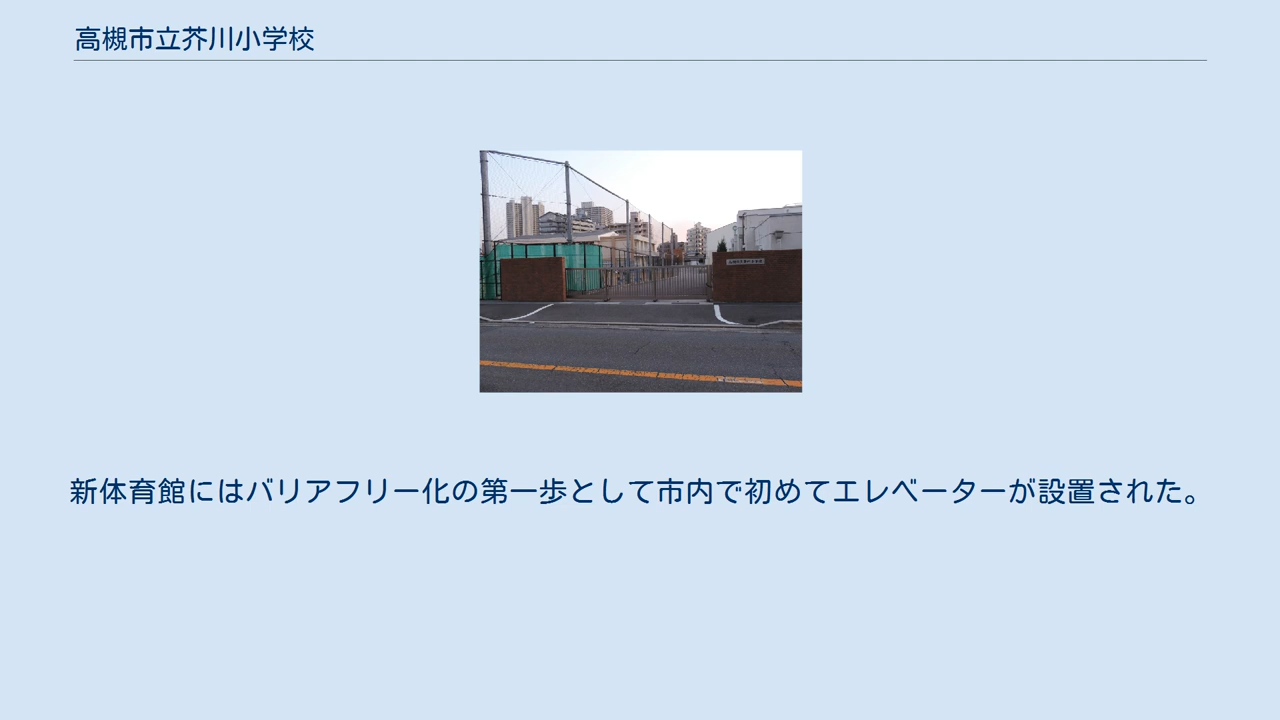 高槻市立芥川小学校
新体育館にはバリアフリー化の第一歩として市内で初めてエレベーターが設置された。